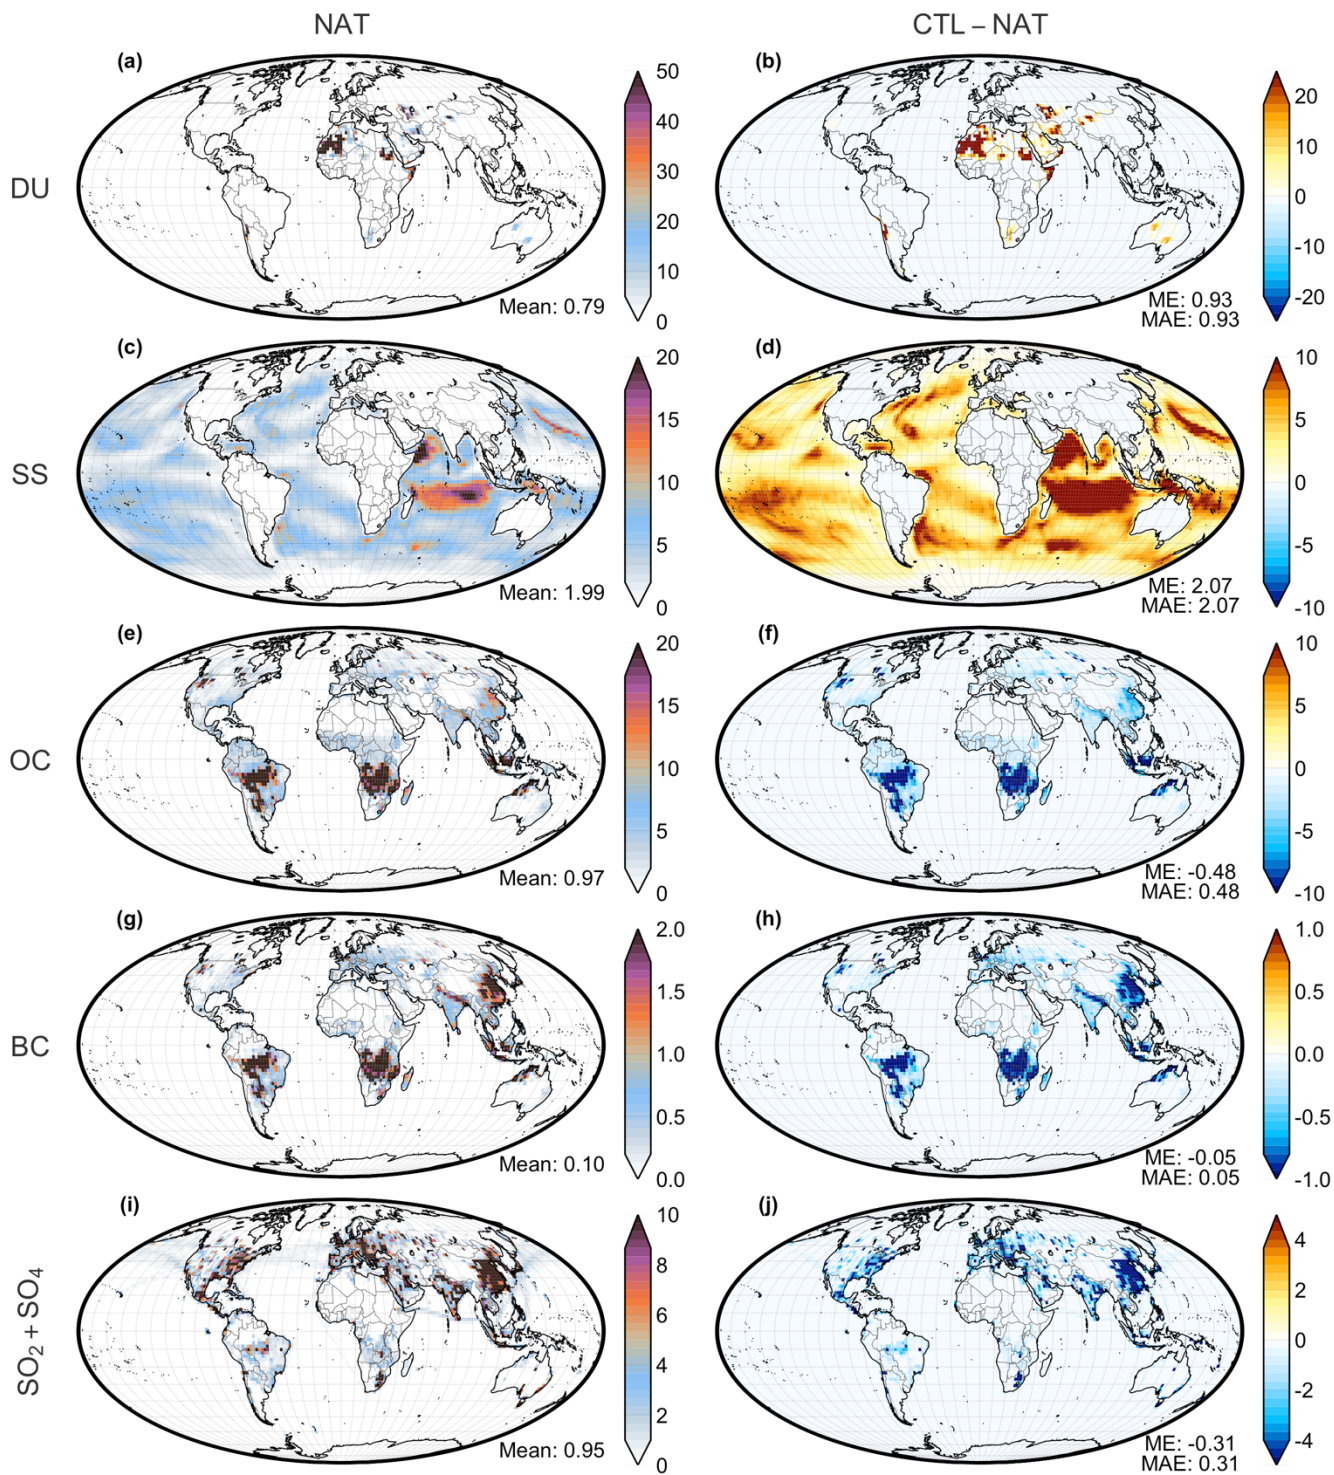 NAT
CTL – NAT
DU
(a)
50
40
30
20
10
0
Mean: 0.79
(b)
20
10
0
-10
-20
ME: 0.93
MAE: 0.93
SS
(c)
20
15
10
5
0
Mean: 1.99
(d)
10
5
0
-5
-10
ME: 2.07
MAE: 2.07
OC
(e)
20
15
10
5
0
Mean: 0.97
(f)
10
5
0
-5
-10
ME: -0.48
MAE: 0.48
BC
(g)
2.0
1.5
1.0
0.5
0.0
Mean: 0.10
(h)
1.0
0.5
0.0
-0.5
-1.0
ME: -0.05
MAE: 0.05
SO₂ + SO₄
(i)
10
8
6
4
2
0
Mean: 0.95
(j)
4
2
0
-2
-4
ME: -0.31
MAE: 0.31